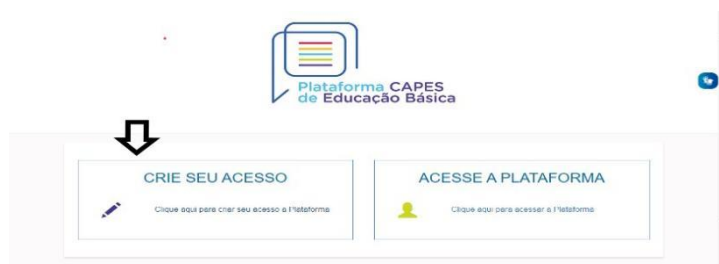 Plataforma CAPES
de Educação Básica
CRIE SEU ACESSO
Clique aqui para criar seu acesso a Plataforma
ACESSE A PLATAFORMA
Clique aqui para acessar a Plataforma